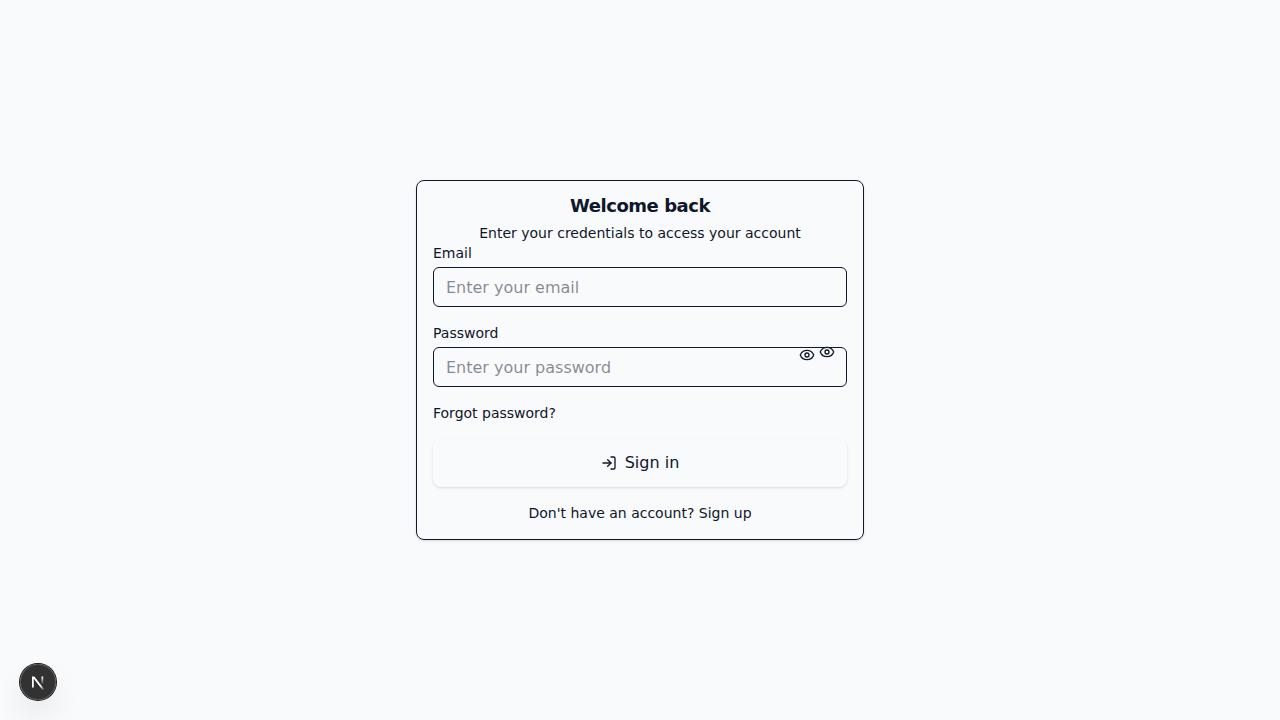 Welcome back
Enter your credentials to access your account
Email
Enter your email
Password
Enter your password
Forgot password?
Sign in
Don't have an account? Sign up
N